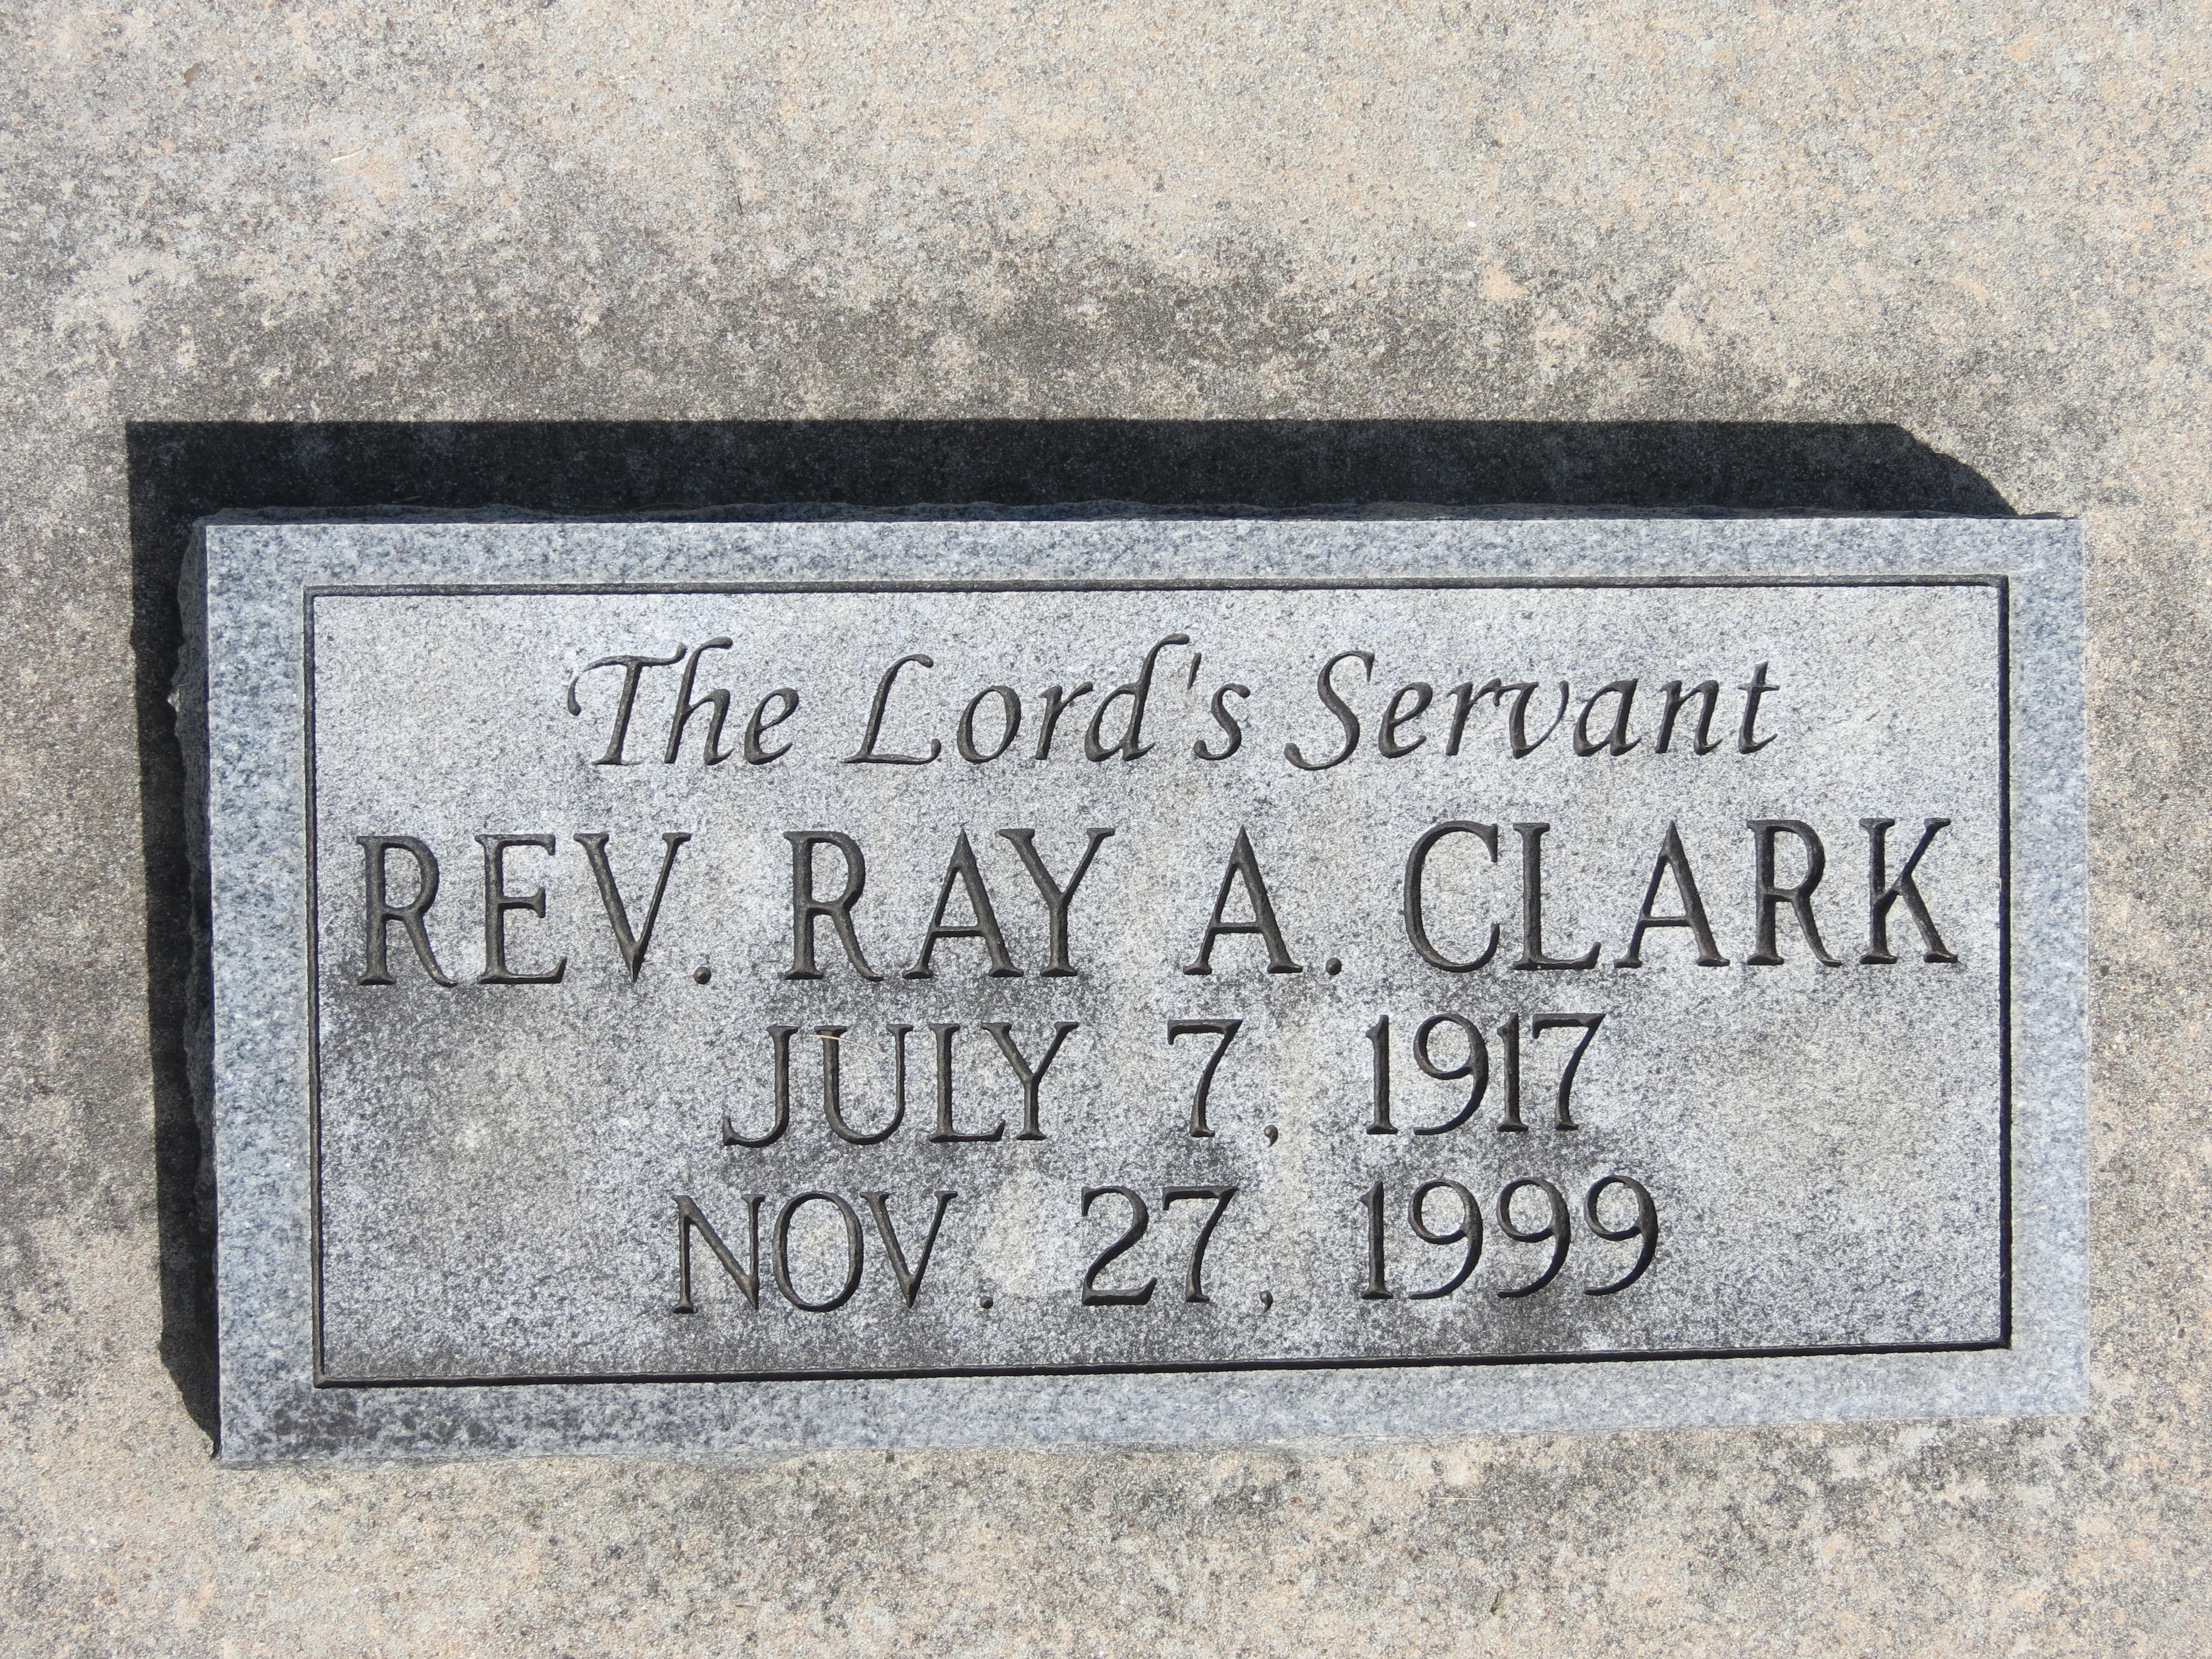 The Lord's Servant
REV. RAY A. CLARK
JULY 7, 1917
NOV. 27, 1999